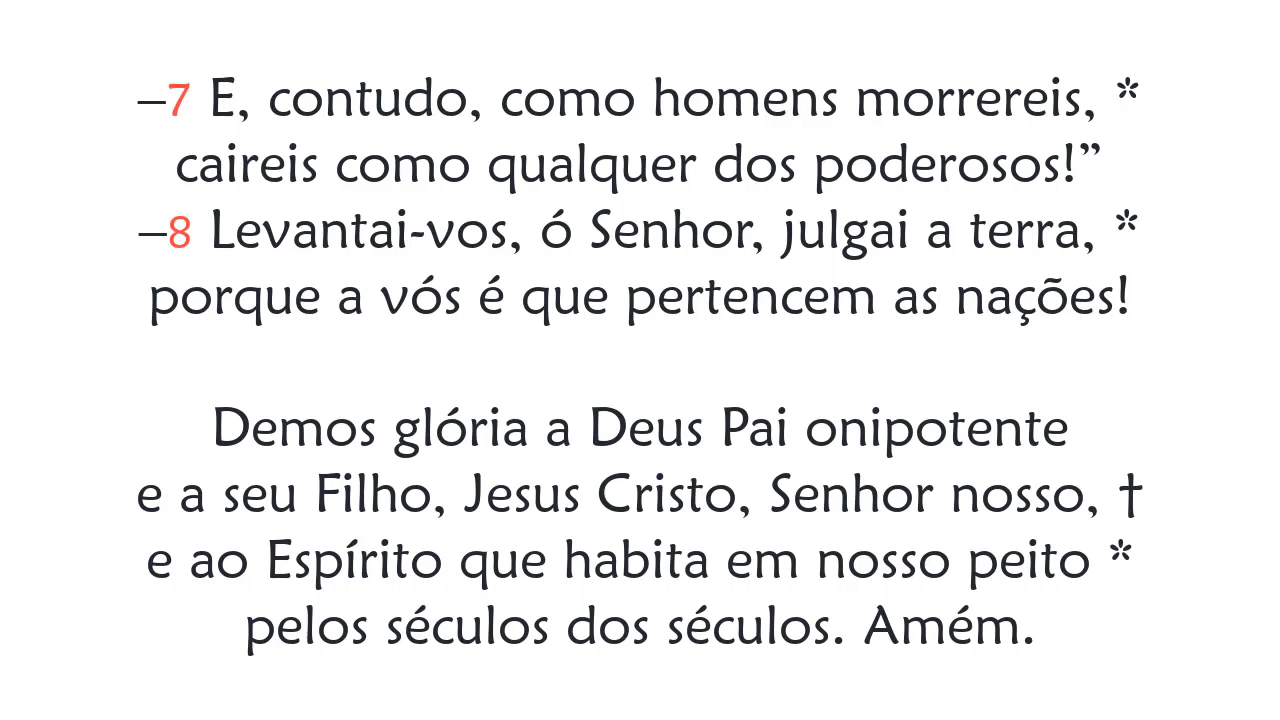 –7 E, contudo, como homens morrereis, *
caireis como qualquer dos poderosos!”
–8 Levantai-vos, ó Senhor, julgai a terra, *
porque a vós é que pertencem as nações!
Demos glória a Deus Pai onipotente
e a seu Filho, Jesus Cristo, Senhor nosso, †
e ao Espírito que habita em nosso peito *
pelos séculos dos séculos. Amém.